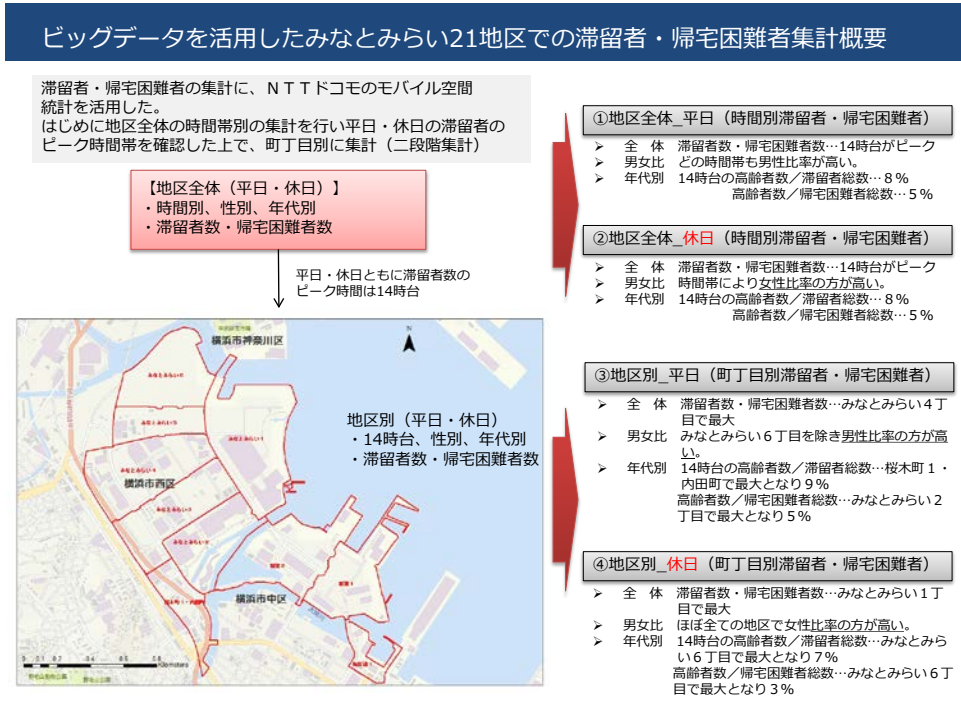 ビッグデータを活用したみなとみらい21地区での滞留者・帰宅困難者集計概要
滞留者・帰宅困難者の集計に、ＮＴＴドコモのモバイル空間
統計を活用した。
はじめに地区全体の時間帯別の集計を行い平日・休日の滞留者の
ピーク時間帯を確認した上で、町丁目別に集計（二段階集計）
【地区全体（平日・休日）】
・時間別、性別、年代別
・滞留者数・帰宅困難者数
平日・休日ともに滞留者数の
ピーク時間は14時台
横浜市神奈川区
N
地区別（平日・休日）
・14時台、性別、年代別
・滞留者数・帰宅困難者数
横浜市西区
横浜市中区
①地区全体_平日（時間別滞留者・帰宅困難者）
➢ 全　体　滞留者数・帰宅困難者数…14時台がピーク
➢ 男女比　どの時間帯も男性比率が高い。
➢ 年代別　14時台の高齢者数／滞留者総数…８％
高齢者数／帰宅困難者総数…５％
②地区全体_休日（時間別滞留者・帰宅困難者）
➢ 全　体　滞留者数・帰宅困難者数…14時台がピーク
➢ 男女比　時間帯により女性比率の方が高い。
➢ 年代別　14時台の高齢者数／滞留者総数…８％
高齢者数／帰宅困難者総数…５％
③地区別_平日（町丁目別滞留者・帰宅困難者）
➢ 全　体　滞留者数・帰宅困難者数…みなとみらい４丁
目で最大
➢ 男女比　みなとみらい６丁目を除き男性比率の方が高
い。
➢ 年代別　14時台の高齢者数／滞留者総数…桜木町１・
内田町で最大となり９％
高齢者数／帰宅困難者総数…みなとみらい２
丁目で最大となり５％
④地区別_休日（町丁目別滞留者・帰宅困難者）
➢ 全　体　滞留者数・帰宅困難者数…みなとみらい１丁
目で最大
➢ 男女比　ほぼ全ての地区で女性比率の方が高い。
➢ 年代別　14時台の高齢者数／滞留者総数…みなとみら
い６丁目で最大となり７％
高齢者数／帰宅困難者総数…みなとみらい６丁
目で最大となり３％